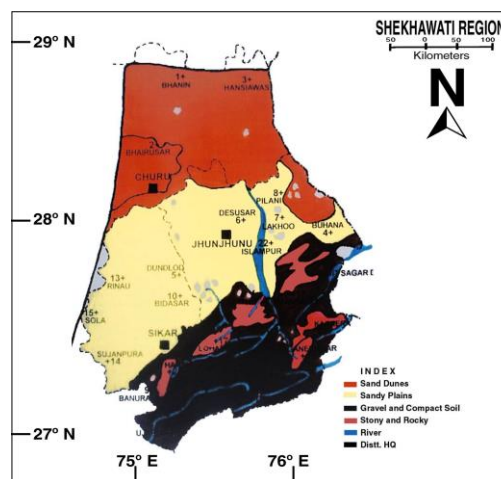 SHEKHAWATI REGION
50 0 50 100
Kilometers
N
29° N
28° N
27° N
75° E
76° E
1+
BHANIN
3+
HANSIAWAS
BHAIRUSAR
CHURU
8+
PILANI
DESUSAR
6+
7+
LAKHOO
BUHANA
4+
JHUNJHUNU
22+
ISLAMPUR
DUNDLOD
5+
13+
RINAU
10+
BIDASAR
15+
SOLA
SIKAR
SUJANPURA
+14
BANURA
SAGAR
INDEX
Sand Dunes
Sandy Plains
Gravel and Compact Soil
Stony and Rocky
River
Distt. HQ